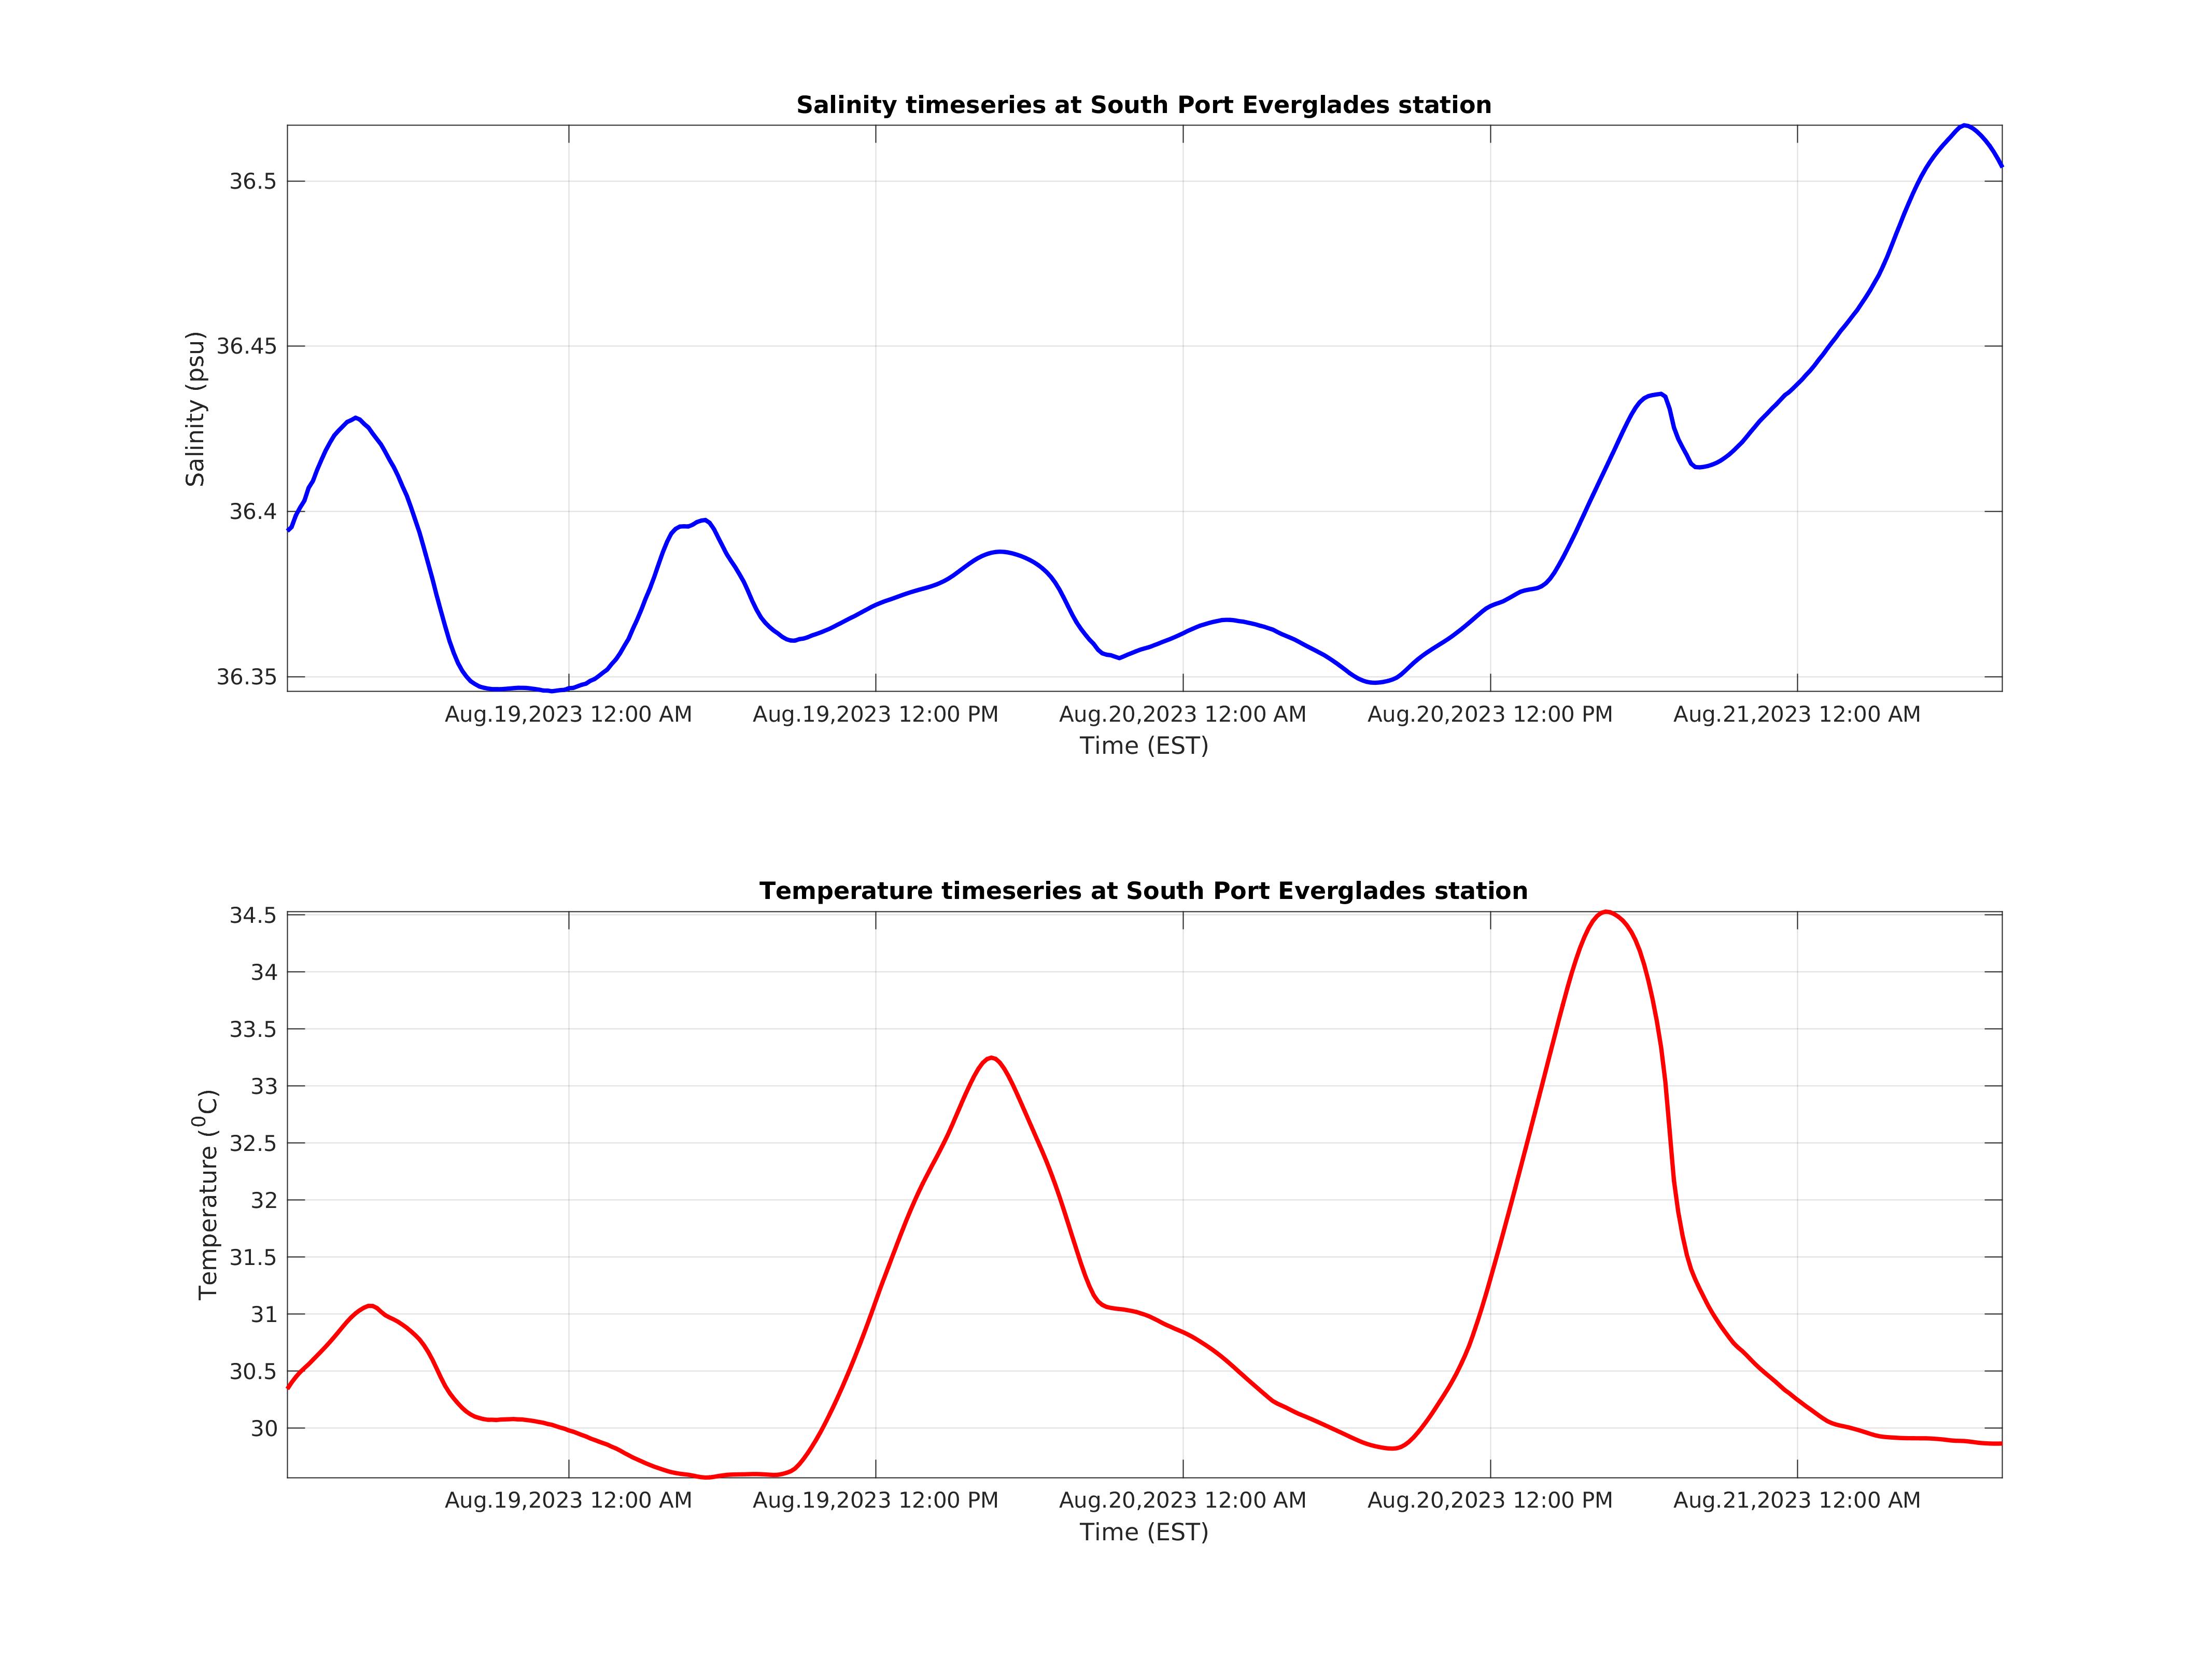 Salinity timeseries at South Port Everglades station
36.5
36.45
36.4
36.35
Salinity (psu)
Aug.19,2023 12:00 AM
Aug.19,2023 12:00 PM
Aug.20,2023 12:00 AM
Aug.20,2023 12:00 PM
Aug.21,2023 12:00 AM
Time (EST)
Temperature timeseries at South Port Everglades station
34.5
34
33.5
33
32.5
32
31.5
31
30.5
30
Temperature (⁰C)
Aug.19,2023 12:00 AM
Aug.19,2023 12:00 PM
Aug.20,2023 12:00 AM
Aug.20,2023 12:00 PM
Aug.21,2023 12:00 AM
Time (EST)